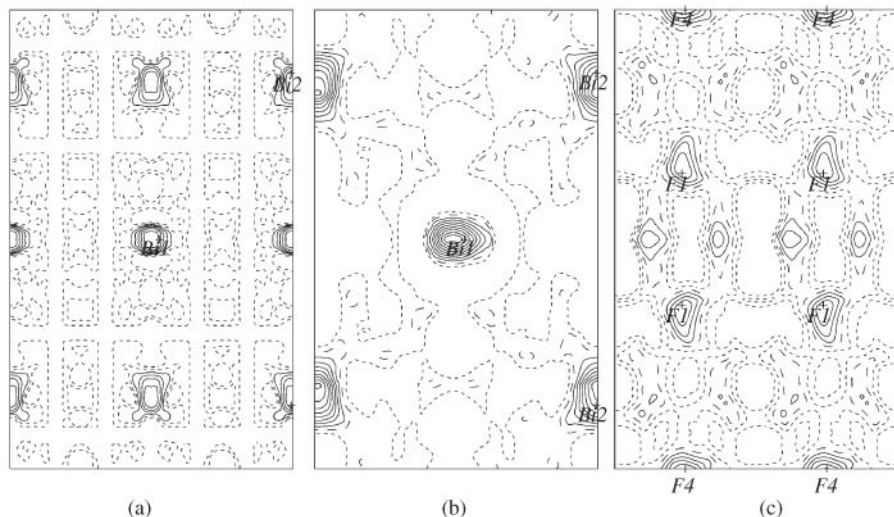 F4 F4
Bi2 Bi2
F1 F1
Bi1 Bi1
F1 F1
Bi2
F4 F4
(a) (b) (c)